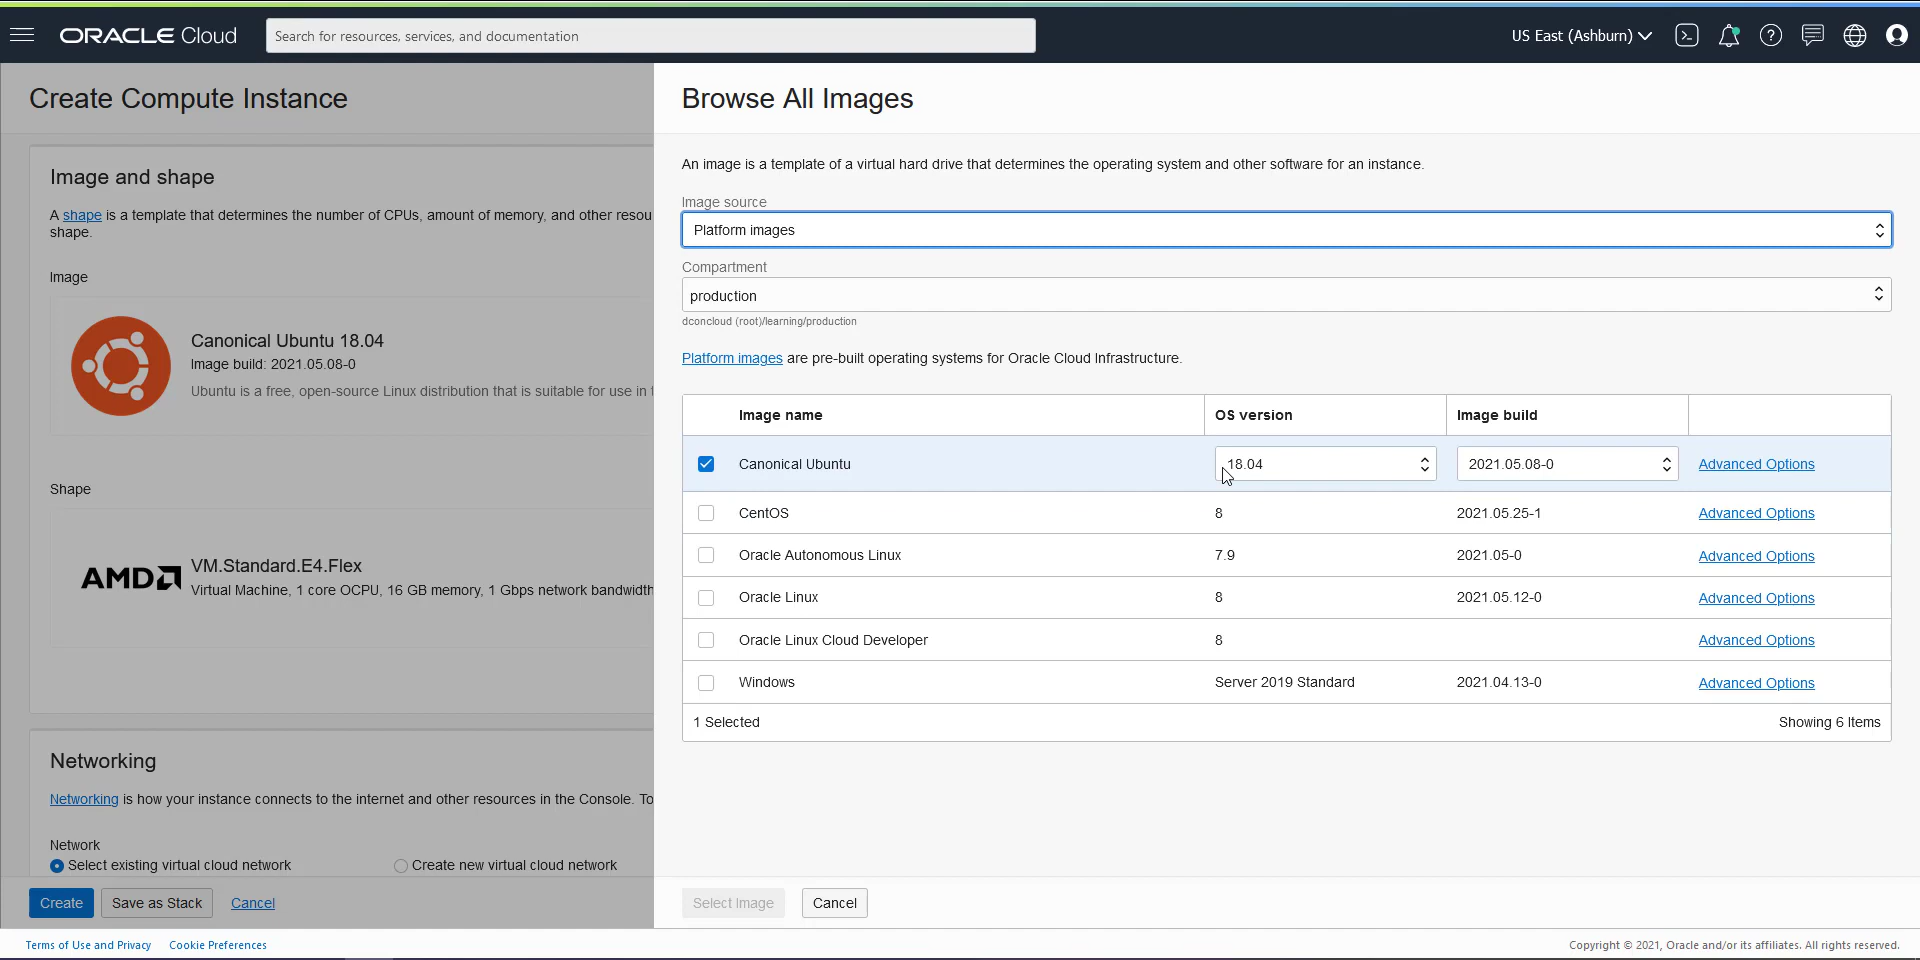 ORACLE Cloud
Search for resources, services, and documentation
US East (Ashburn)
Create Compute Instance
Image and shape
A shape is a template that determines the number of CPUs, amount of memory, and other resou
shape.
Image
Canonical Ubuntu 18.04
Image build: 2021.05.08-0
Ubuntu is a free, open-source Linux distribution that is suitable for use in t
Shape
AMD
VM.Standard.E4.Flex
Virtual Machine, 1 core OCPU, 16 GB memory, 1 Gbps network bandwidth
Networking
Networking is how your instance connects to the internet and other resources in the Console. To
Network
Select existing virtual cloud network
Create new virtual cloud network
Create
Save as Stack
Cancel
Browse All Images
An image is a template of a virtual hard drive that determines the operating system and other software for an instance.
Image source
Platform images
Compartment
production
dconcloud (root)/learning/production
Platform images are pre-built operating systems for Oracle Cloud Infrastructure.
Image name OS version Image build
Canonical Ubuntu 18.04 2021.05.08-0 Advanced Options
CentOS 8 2021.05.25-1 Advanced Options
Oracle Autonomous Linux 7.9 2021.05-0 Advanced Options
Oracle Linux 8 2021.05.12-0 Advanced Options
Oracle Linux Cloud Developer 8 Advanced Options
Windows Server 2019 Standard 2021.04.13-0 Advanced Options
1 Selected Showing 6 Items
Select Image
Cancel
Terms of Use and Privacy Cookie Preferences
Copyright © 2021, Oracle and/or its affiliates. All rights reserved.